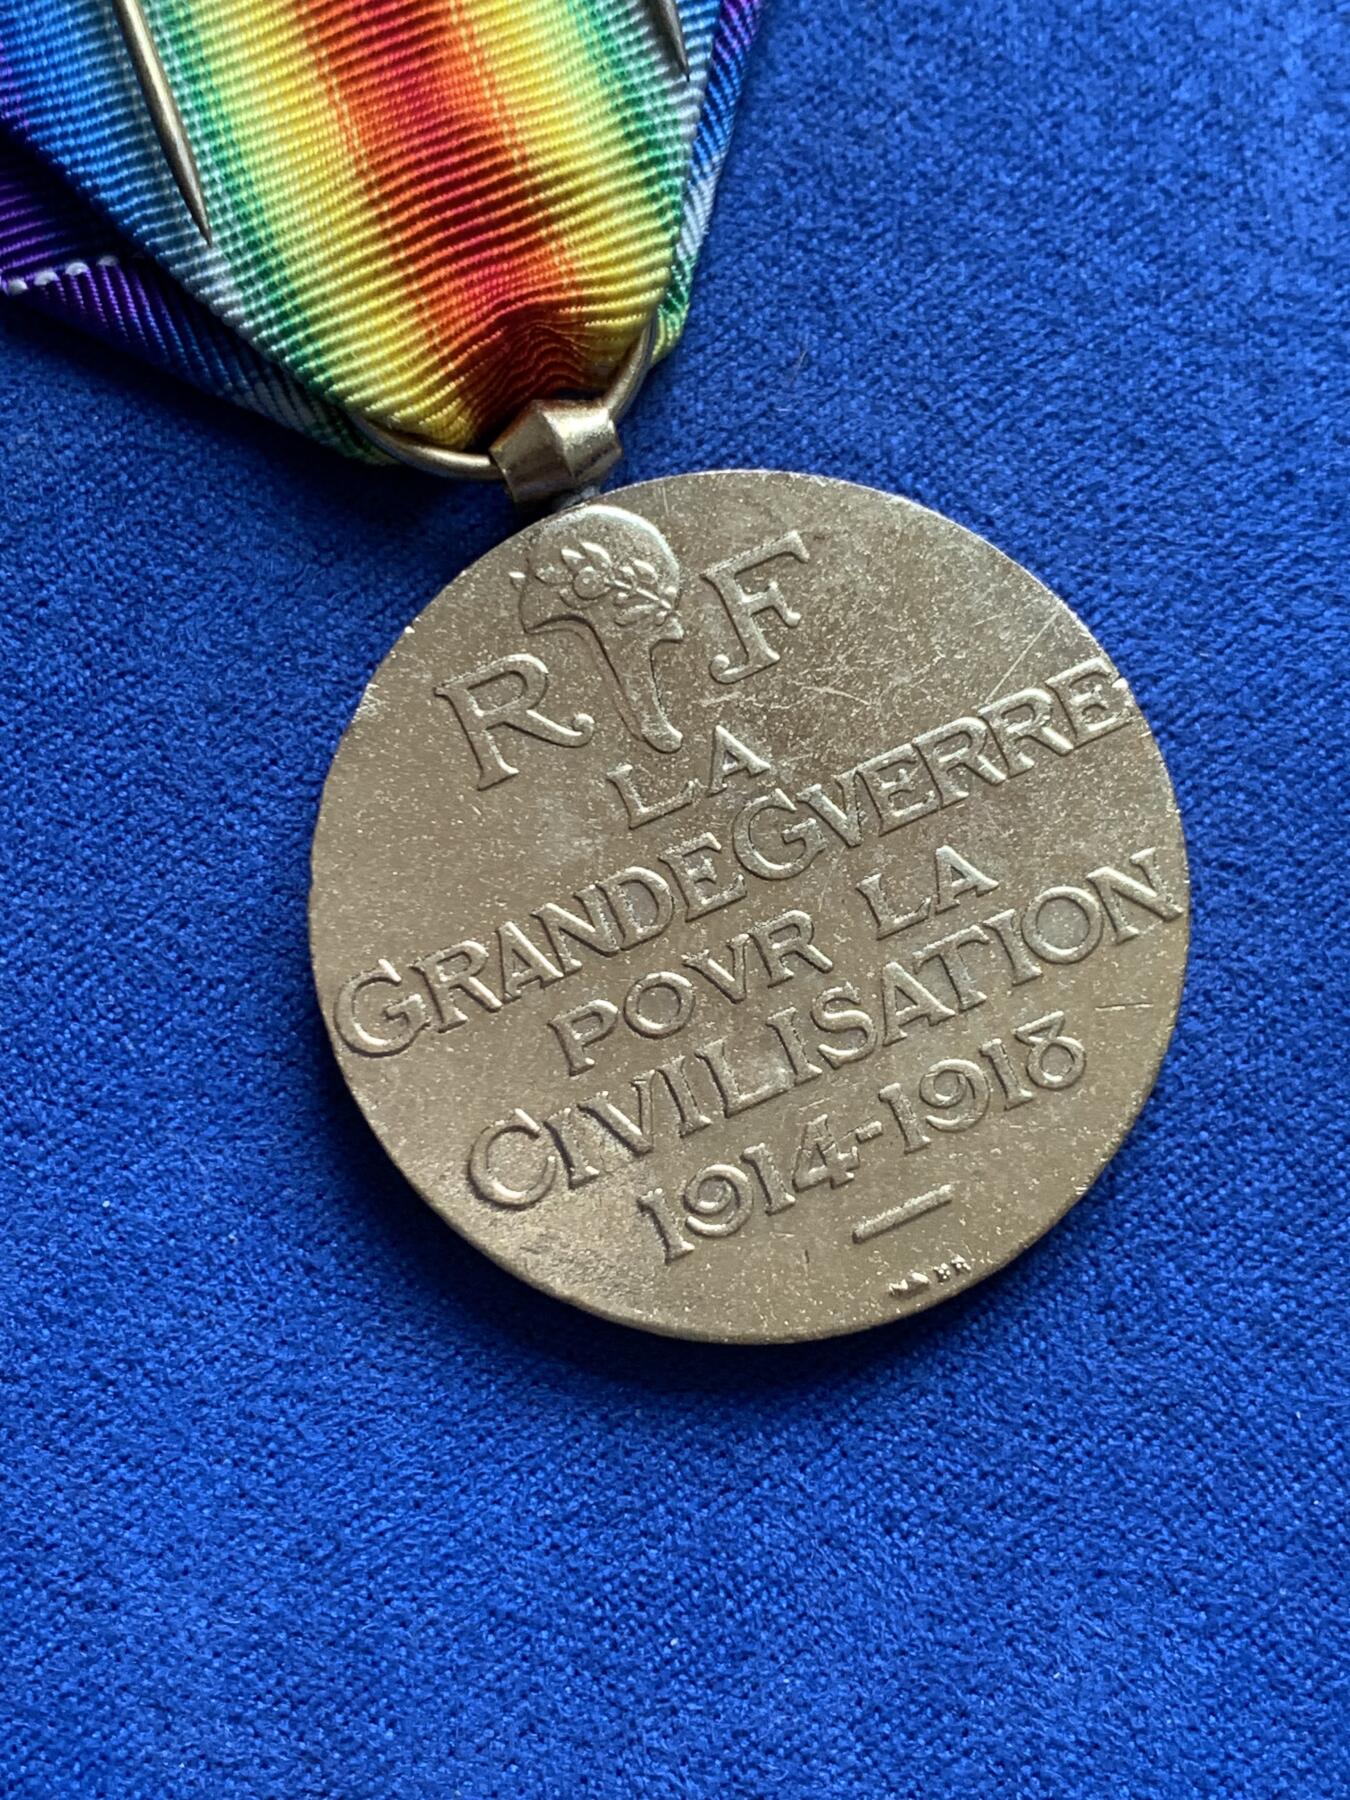 R F
LA
GRANDE GVERRE
POVR LA
CIVILISATION
1914-1918